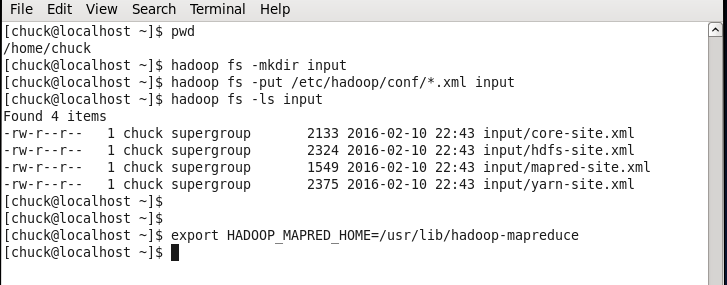 File Edit View Search Terminal Help
[chuck@localhost ~]$ pwd
/home/chuck
[chuck@localhost ~]$ hadoop fs -mkdir input
[chuck@localhost ~]$ hadoop fs -put /etc/hadoop/conf/*.xml input
[chuck@localhost ~]$ hadoop fs -ls input
Found 4 items
-rw-r--r--   1 chuck supergroup       2133 2016-02-10 22:43 input/core-site.xml
-rw-r--r--   1 chuck supergroup       2324 2016-02-10 22:43 input/hdfs-site.xml
-rw-r--r--   1 chuck supergroup       1549 2016-02-10 22:43 input/mapred-site.xml
-rw-r--r--   1 chuck supergroup       2375 2016-02-10 22:43 input/yarn-site.xml
[chuck@localhost ~]$
[chuck@localhost ~]$
[chuck@localhost ~]$ export HADOOP_MAPRED_HOME=/usr/lib/hadoop-mapreduce
[chuck@localhost ~]$